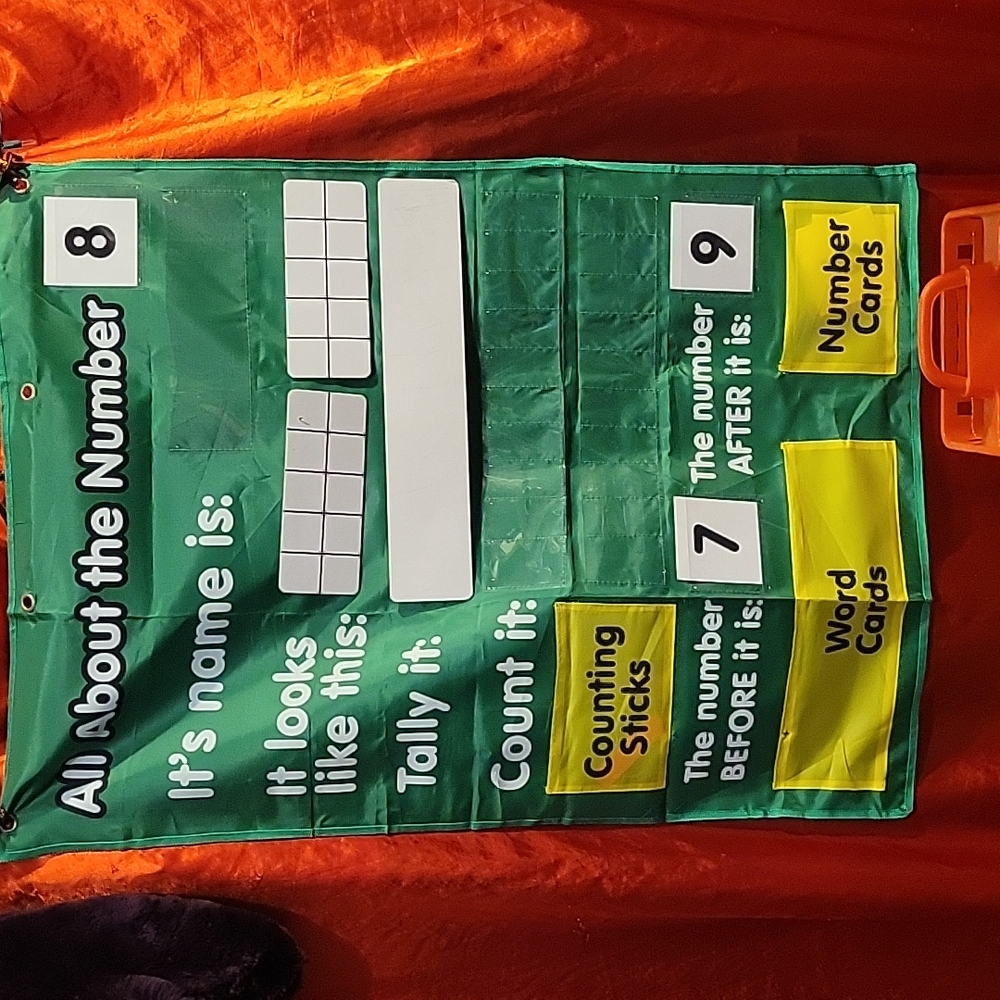 All About the Number 8
It's name is:
It looks
like this:
Tally it:
Count it:
Counting
Sticks
The number
BEFORE it is:
7
The number
AFTER it is:
9
Word
Cards
Number
Cards